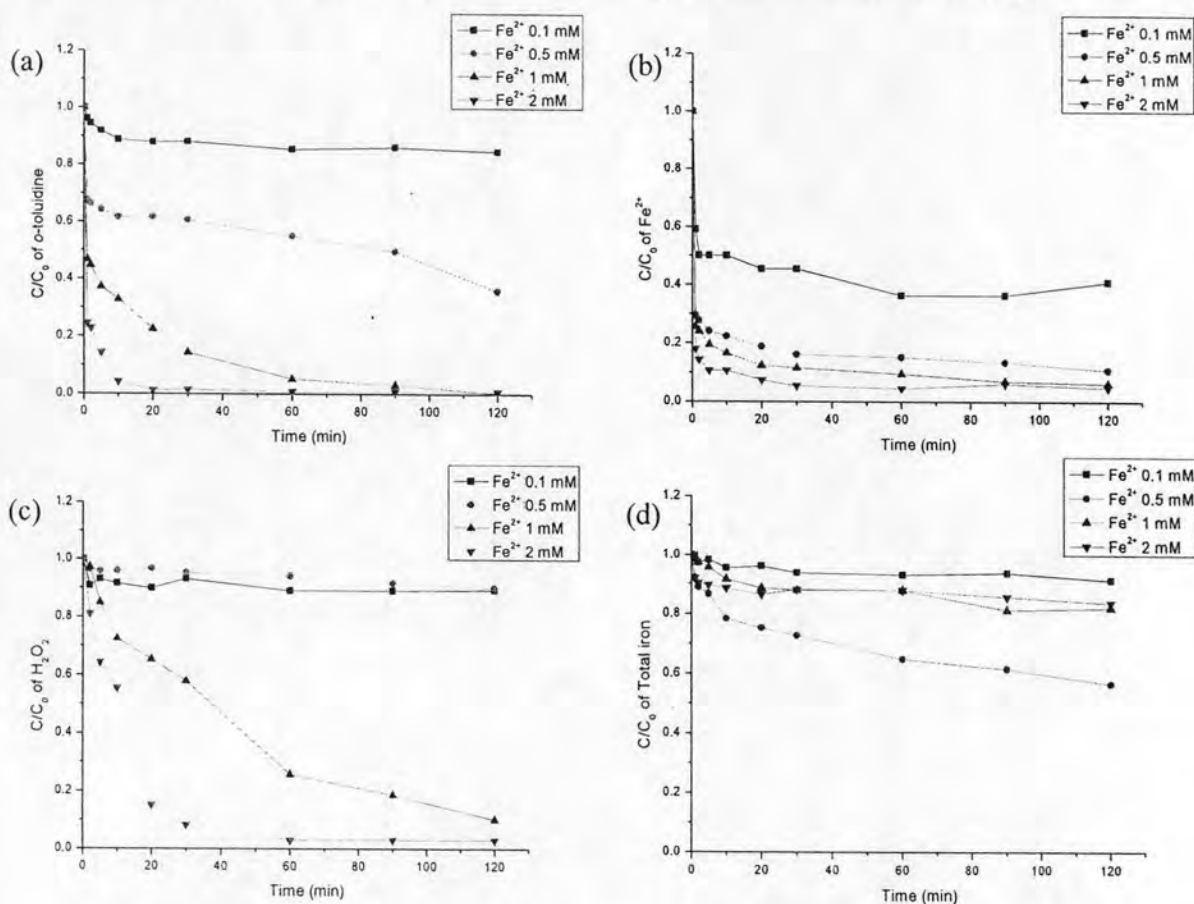 (a)
Fe²⁺ 0.1 mM
Fe²⁺ 0.5 mM
Fe²⁺ 1 mM
Fe²⁺ 2 mM
C/C₀ of o-toluidine
1.2
1.0
0.8
0.6
0.4
0.2
0.0
0 20 40 60 80 100 120
Time (min)
(b)
Fe²⁺ 0.1 mM
Fe²⁺ 0.5 mM
Fe²⁺ 1 mM
Fe²⁺ 2 mM
C/C₀ of Fe²⁺
1.2
1.0
0.8
0.6
0.4
0.2
0.0
0 20 40 60 80 100 120
Time (min)
(c)
Fe²⁺ 0.1 mM
Fe²⁺ 0.5 mM
Fe²⁺ 1 mM
Fe²⁺ 2 mM
C/C₀ of H₂O₂
1.2
1.0
0.8
0.6
0.4
0.2
0.0
0 20 40 60 80 100 120
Time (min)
(d)
Fe²⁺ 0.1 mM
Fe²⁺ 0.5 mM
Fe²⁺ 1 mM
Fe²⁺ 2 mM
C/C₀ of Total iron
1.2
1.0
0.8
0.6
0.4
0.2
0.0
0 20 40 60 80 100 120
Time (min)